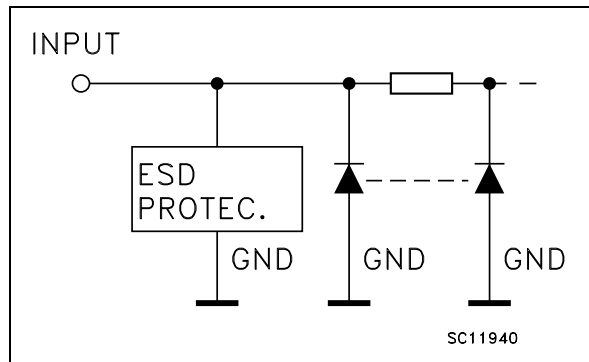 INPUT
ESD
PROTEC.
GND
GND
GND
SC11940